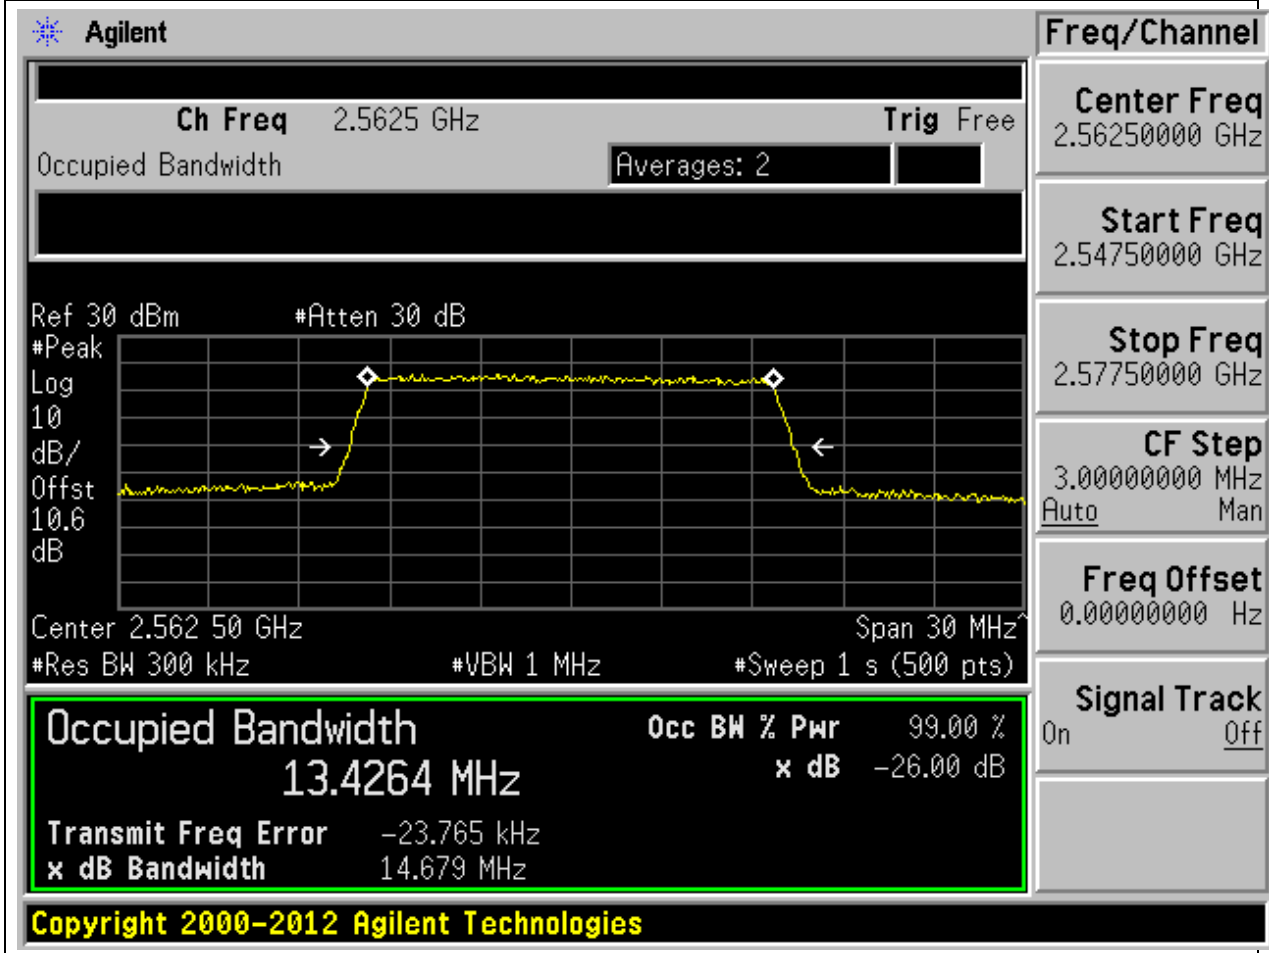 Agilent
Freq/Channel
Ch Freq 2.5625 GHz Trig Free
Occupied Bandwidth Averages: 2
Center Freq
2.56250000 GHz
Start Freq
2.54750000 GHz
Stop Freq
2.57750000 GHz
CF Step
3.00000000 MHz
Auto Man
Freq Offset
0.00000000 Hz
Signal Track
On Off
Ref 30 dBm #Atten 30 dB
#Peak
Log
10
dB/
Offst
10.6
dB
Center 2.562 50 GHz Span 30 MHz^
#Res BW 300 kHz #VBW 1 MHz #Sweep 1 s (500 pts)
Occupied Bandwidth Occ BW % Pwr 99.00 %
13.4264 MHz x dB -26.00 dB
Transmit Freq Error -23.765 kHz
x dB Bandwidth 14.679 MHz
Copyright 2000-2012 Agilent Technologies